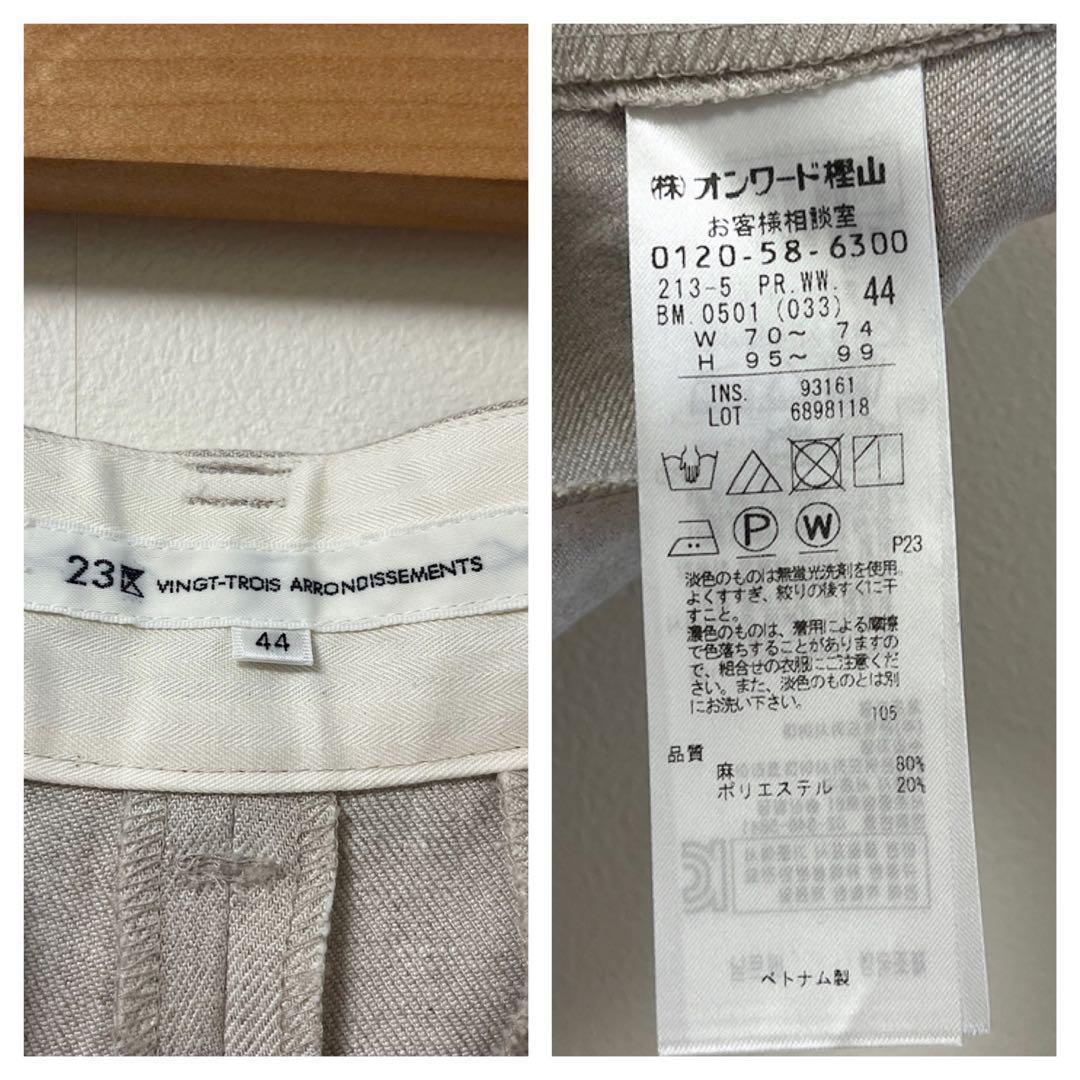 23区 VINGT-TROIS ARRONDISSEMENTS
44
(株)オンワード樫山
お客様相談室
0120-58-6300
213-5 PR.WW. 44
BM.0501 (033)
W 70~ 74
H 95~ 99
INS. 93161
LOT 6898118
P
W
P23
淡色のものは無蛍光洗剤を使用。
よくすすぎ、絞りの後すぐに干
すこと。
濃色のものは、着用による摩擦
で色落ちすることがありますの
で、組合せの衣服にご注意くだ
さい。また、淡色のものとは別
にお洗い下さい。
105
品質
麻 80%
ポリエステル 20%
ベトナム製